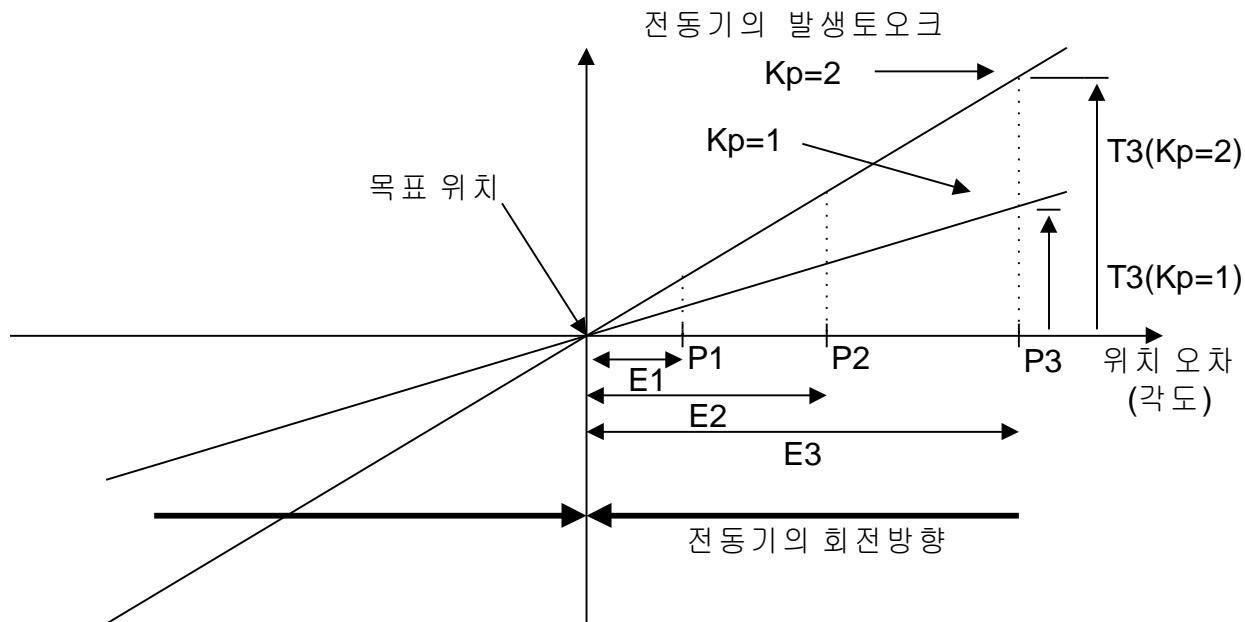 전동기의 발생토오크
Kp=2
Kp=1
T3(Kp=2)
목표 위치
T3(Kp=1)
P1
P2
P3
위치 오차
(각도)
E1
E2
E3
전동기의 회전방향